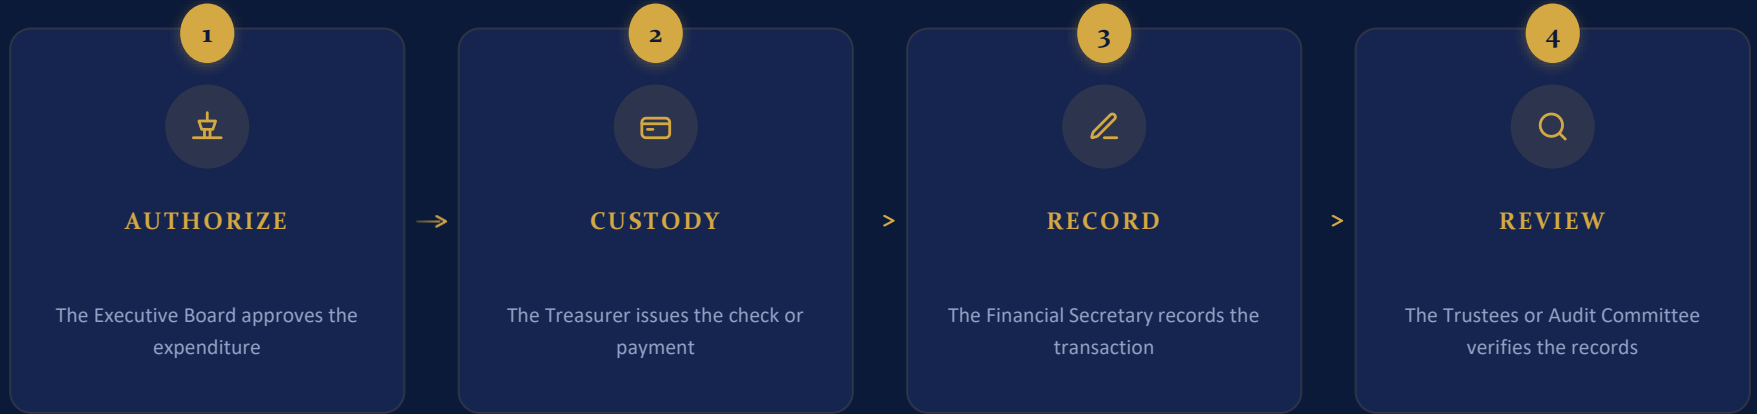 1
AUTHORIZE
The Executive Board approves the
expenditure
2
CUSTODY
The Treasurer issues the check or
payment
3
RECORD
The Financial Secretary records the
transaction
4
REVIEW
The Trustees or Audit Committee
verifies the records